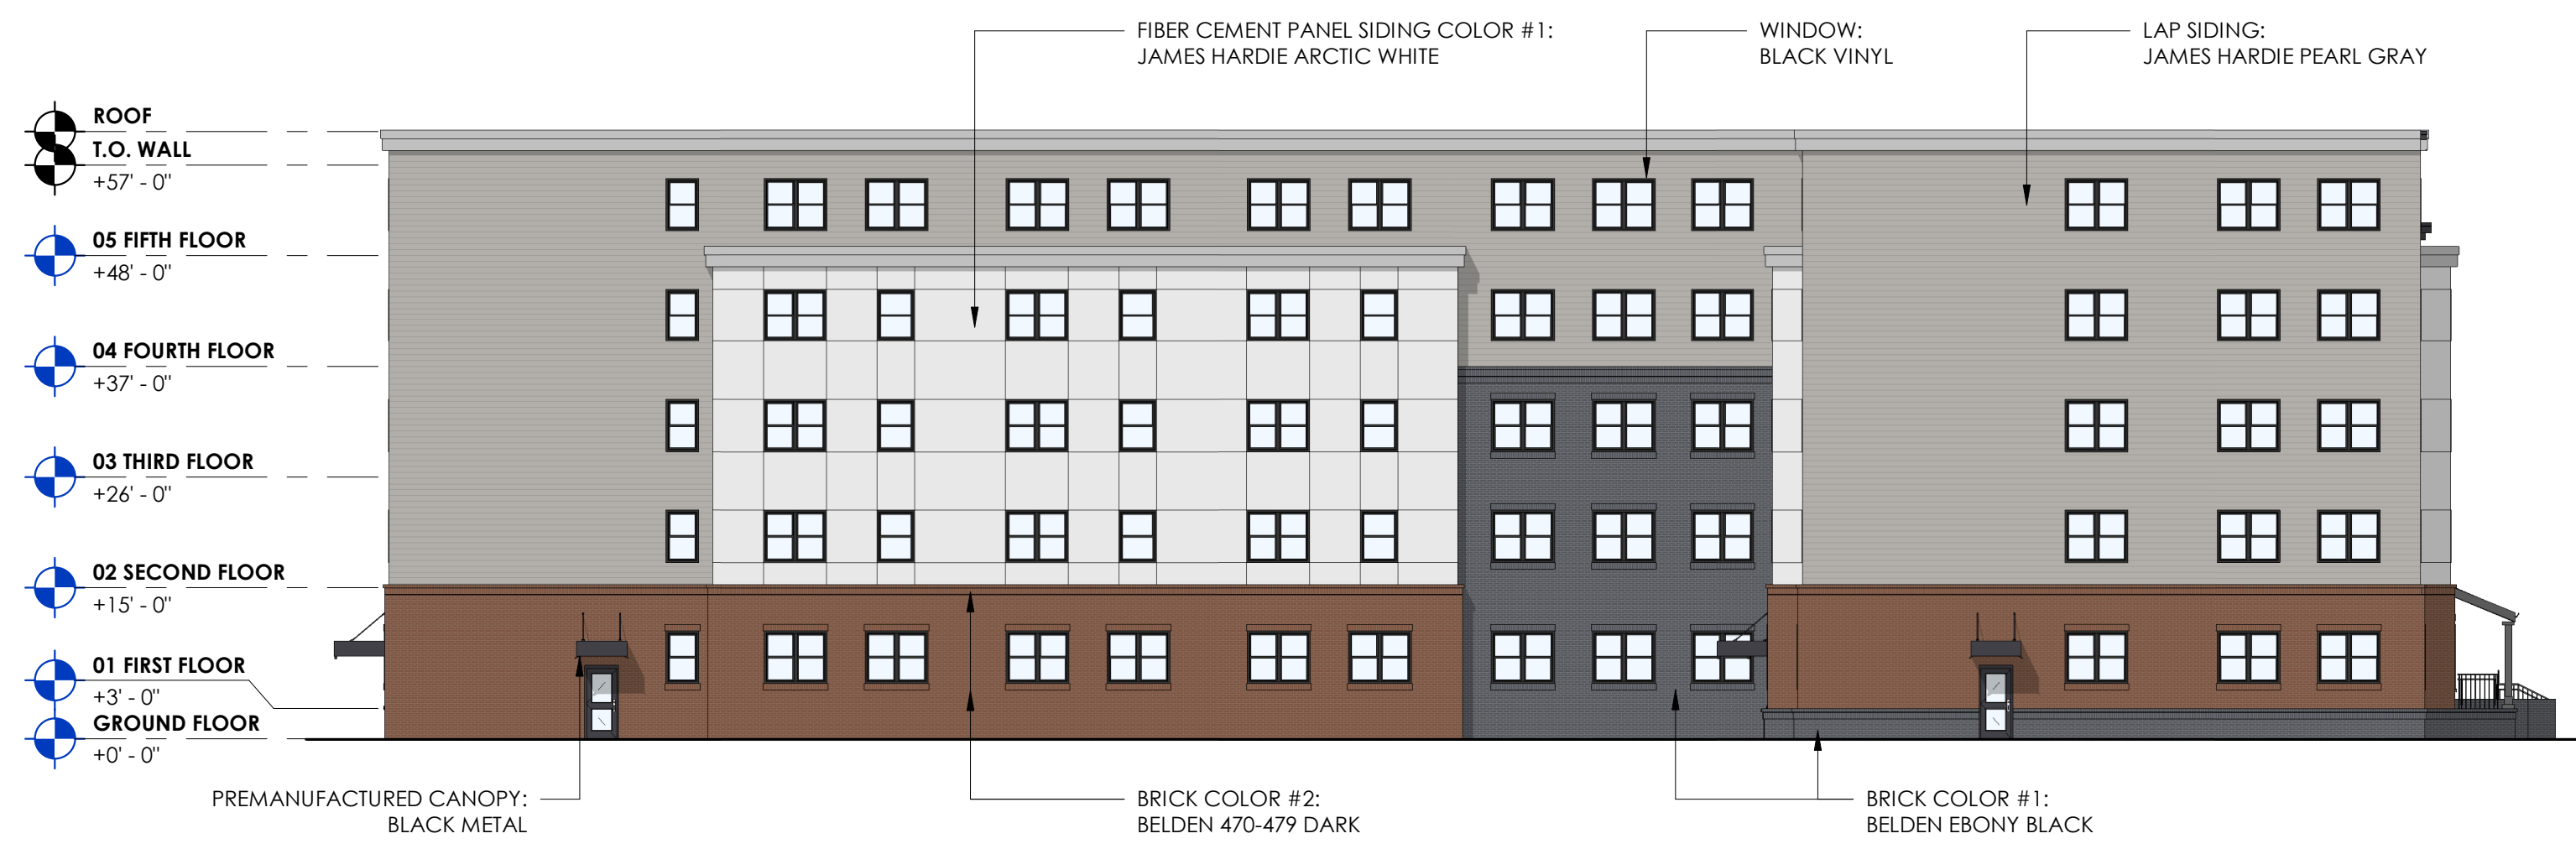 FIBER CEMENT PANEL SIDING COLOR #1:
JAMES HARDIE ARCTIC WHITE
WINDOW:
BLACK VINYL
LAP SIDING:
JAMES HARDIE PEARL GRAY
ROOF
T.O. WALL
+57' - 0"
05 FIFTH FLOOR
+48' - 0"
04 FOURTH FLOOR
+37' - 0"
03 THIRD FLOOR
+26' - 0"
02 SECOND FLOOR
+15' - 0"
01 FIRST FLOOR
+3' - 0"
GROUND FLOOR
+0' - 0"
PREMANUFACTURED CANOPY:
BLACK METAL
BRICK COLOR #2:
BELDEN 470-479 DARK
BRICK COLOR #1:
BELDEN EBONY BLACK